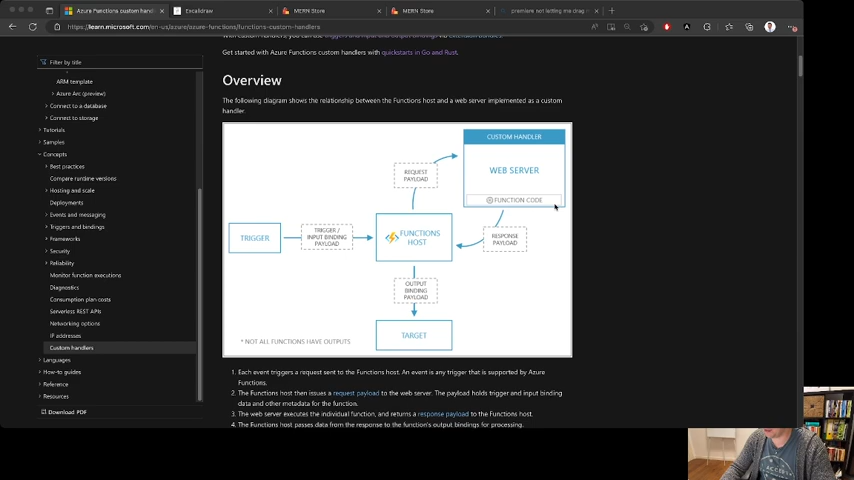 Azure Functions custom handl
Excalidraw
MERN Store
MERN Store
premiere not letting me drag
https://learn.microsoft.com/en-us/azure/azure-functions/functions-custom-handlers
Filter by title
ARM template
Azure Arc (preview)
Connect to a database
Connect to storage
Tutorials
Samples
Concepts
Best practices
Compare runtime versions
Hosting and scale
Deployments
Events and messaging
Triggers and bindings
Frameworks
Security
Reliability
Monitor function executions
Diagnostics
Consumption plan costs
Serverless REST APIs
Networking options
IP addresses
Custom handlers
Languages
How-to guides
Reference
Resources
Download PDF
Get started with Azure Functions custom handlers with quickstarts in Go and Rust.
Overview
The following diagram shows the relationship between the Functions host and a web server implemented as a custom
handler.
CUSTOM HANDLER
WEB SERVER
FUNCTION CODE
REQUEST
PAYLOAD
TRIGGER
TRIGGER /
INPUT BINDING
PAYLOAD
FUNCTIONS
HOST
RESPONSE
PAYLOAD
OUTPUT
BINDING
PAYLOAD
TARGET
* NOT ALL FUNCTIONS HAVE OUTPUTS
1. Each event triggers a request sent to the Functions host. An event is any trigger that is supported by Azure
Functions.
2. The Functions host then issues a request payload to the web server. The payload holds trigger and input binding
data and other metadata for the function.
3. The web server executes the individual function, and returns a response payload to the Functions host.
4. The Functions host passes data from the response to the function's output bindings for processing.